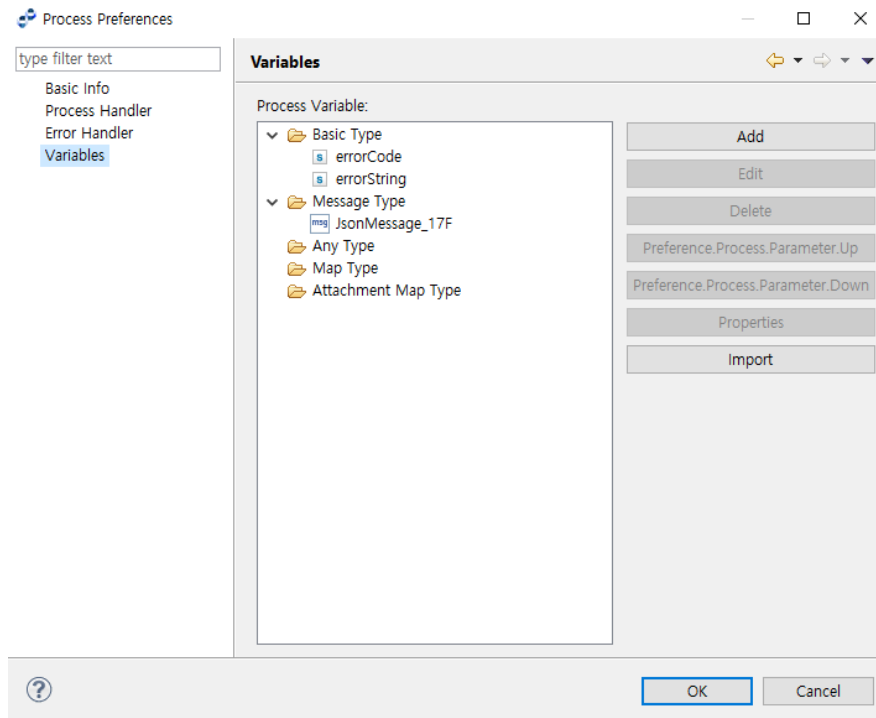 Process Preferences
type filter text
Basic Info
Process Handler
Error Handler
Variables
Variables
Process Variable:
Basic Type
s errorCode
s errorString
Message Type
msg JsonMessage_17F
Any Type
Map Type
Attachment Map Type
Add
Edit
Delete
Preference.Process.Parameter.Up
Preference.Process.Parameter.Down
Properties
Import
?
OK
Cancel